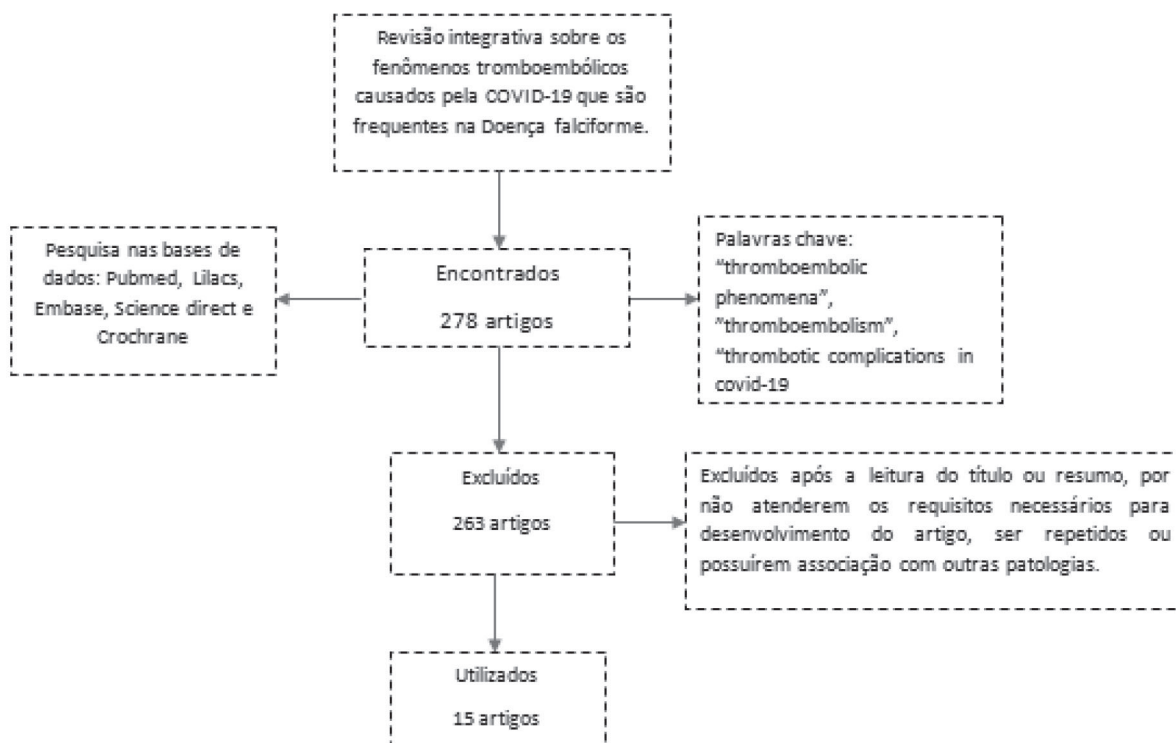 Revisão integrativa sobre os
fenômenos tromboembólicos
causados pela COVID-19 que são
frequentes na Doença falciforme.
Pesquisa nas bases de
dados: Pubmed, Lilacs,
Embase, Science direct e
Crochrane
Encontrados
278 artigos
Palavras chave:
“thromboembolic
phenomena”,
”thromboembolism”,
“thrombotic complications in
covid-19
Excluídos
263 artigos
Excluídos após a leitura do título ou resumo, por
não atenderem os requisitos necessários para
desenvolvimento do artigo, ser repetidos ou
possuírem associação com outras patologias.
Utilizados
15 artigos